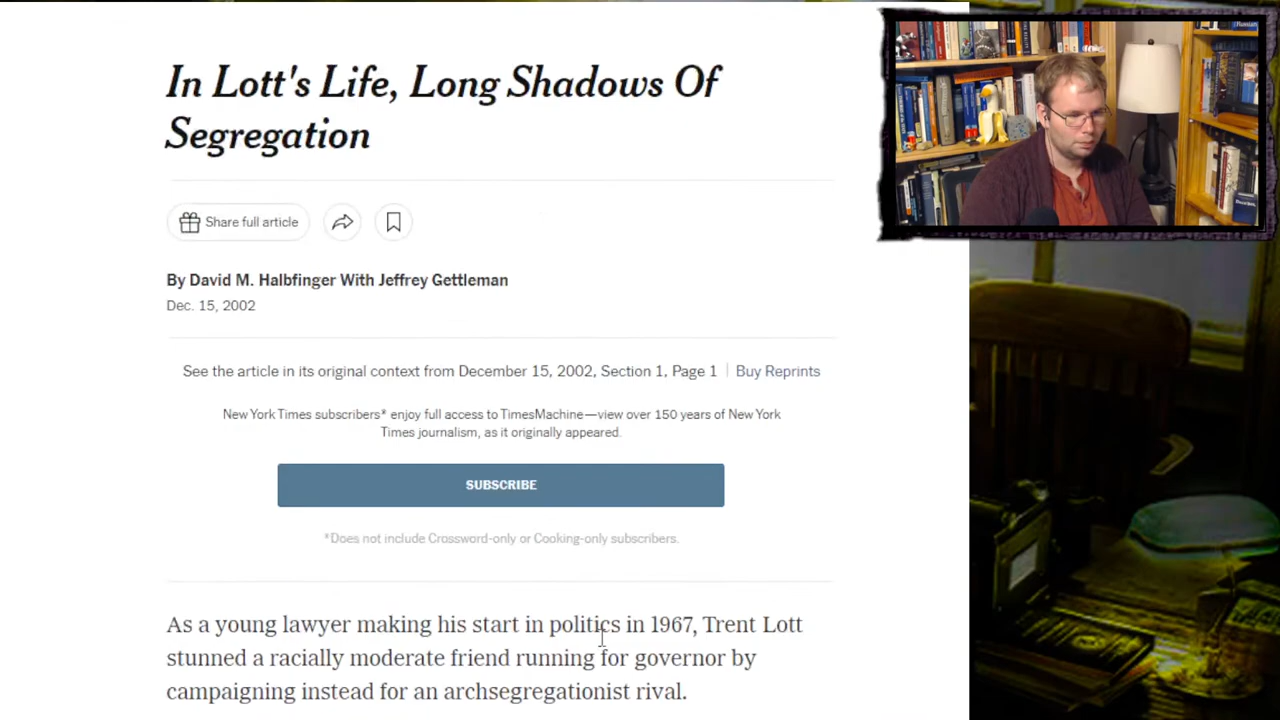 In Lott's Life, Long Shadows Of
Segregation
Share full article
By David M. Halbfinger With Jeffrey Gettleman
Dec. 15, 2002
See the article in its original context from December 15, 2002, Section 1, Page 1 | Buy Reprints
New York Times subscribers* enjoy full access to TimesMachine—view over 150 years of New York
Times journalism, as it originally appeared.
SUBSCRIBE
*Does not include Crossword-only or Cooking-only subscribers.
As a young lawyer making his start in politics in 1967, Trent Lott
stunned a racially moderate friend running for governor by
campaigning instead for an archsegregationist rival.